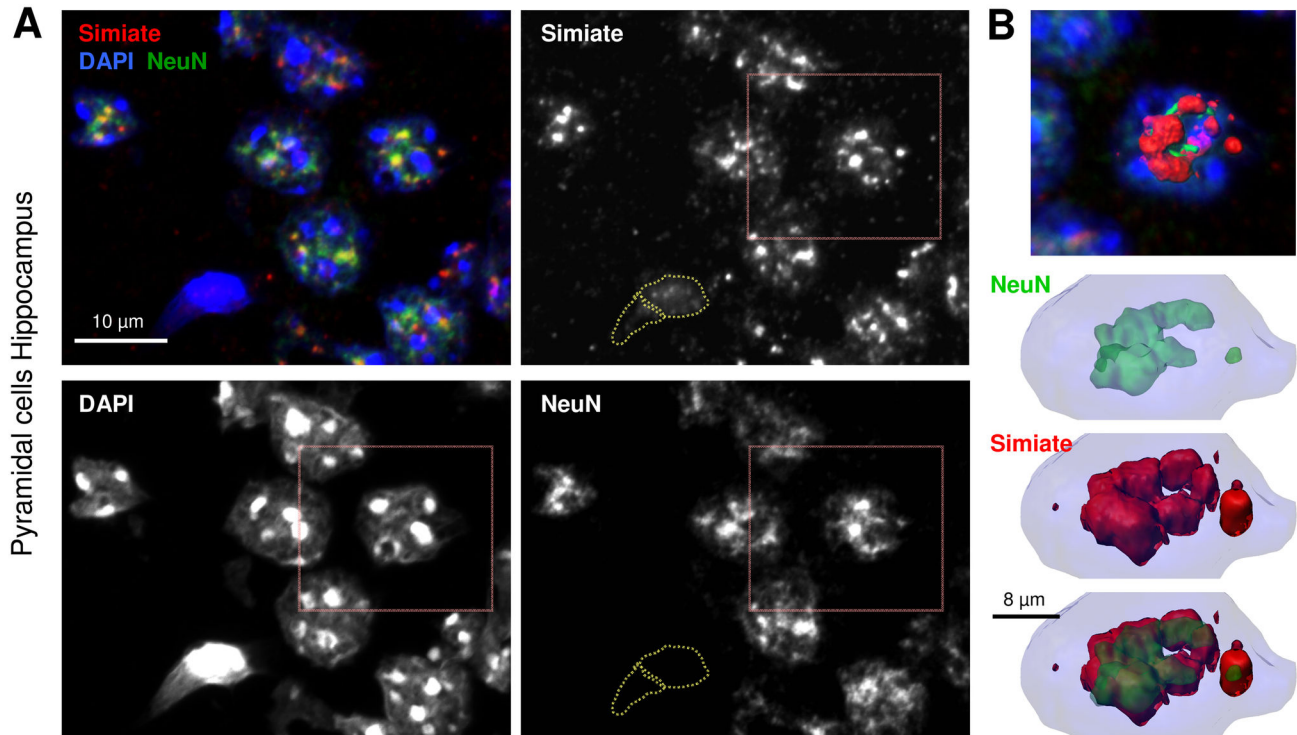 A
B
Simiate
DAPI NeuN
Simiate
10 µm
DAPI
NeuN
Pyramidal cells Hippocampus
NeuN
Simiate
8 µm